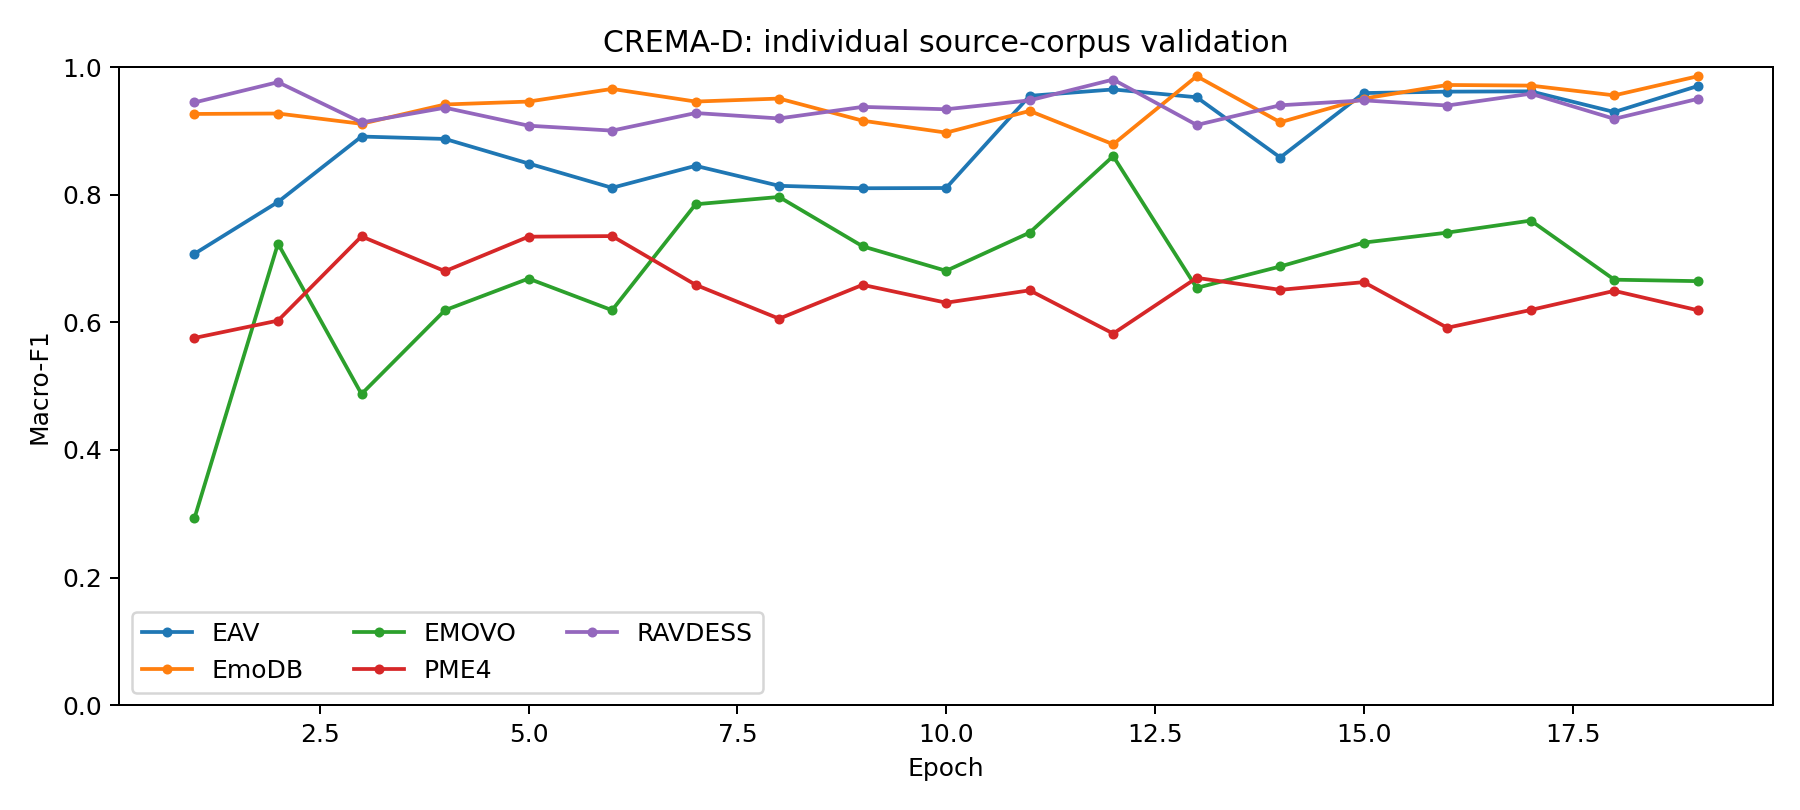 CREMA-D: individual source-corpus validation
1.0
0.8
0.6
0.4
0.2
0.0
Macro-F1
EAV
EmoDB
EMOVO
PME4
RAVDESS
2.5 5.0 7.5 10.0 12.5 15.0 17.5
Epoch